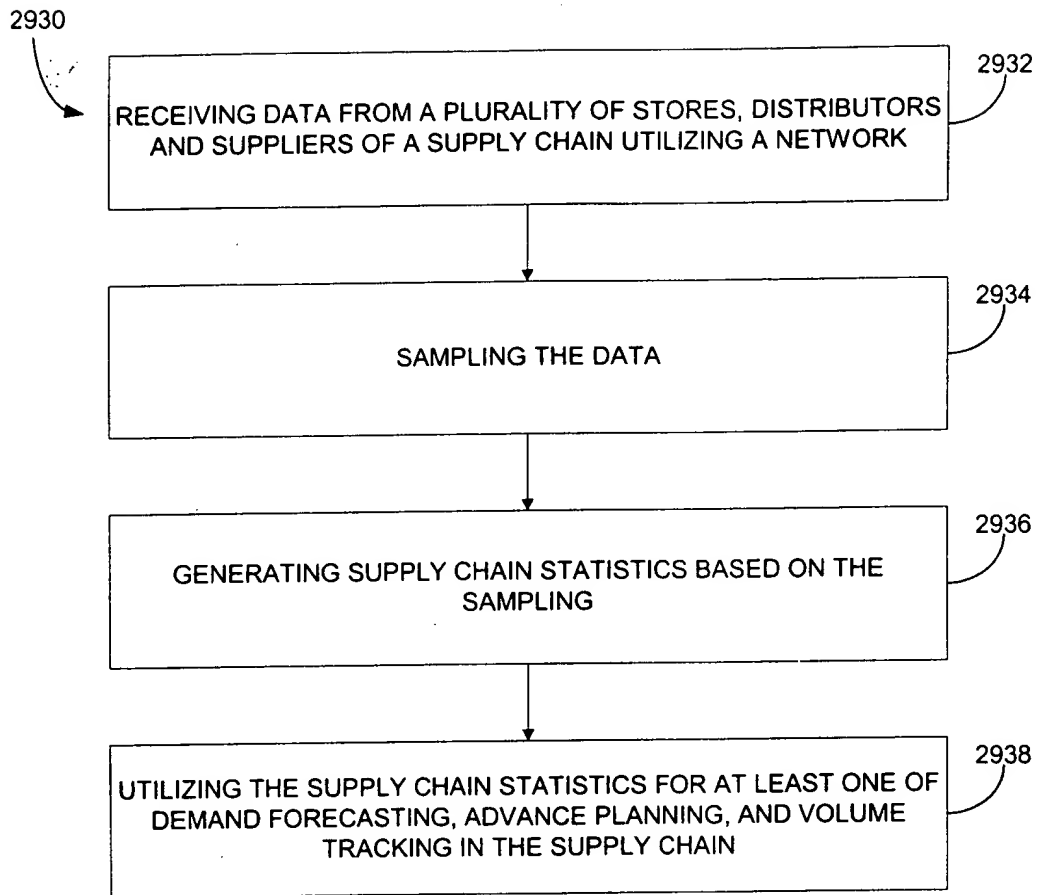 2930
2932
RECEIVING DATA FROM A PLURALITY OF STORES, DISTRIBUTORS
AND SUPPLIERS OF A SUPPLY CHAIN UTILIZING A NETWORK
2934
SAMPLING THE DATA
2936
GENERATING SUPPLY CHAIN STATISTICS BASED ON THE
SAMPLING
2938
UTILIZING THE SUPPLY CHAIN STATISTICS FOR AT LEAST ONE OF
DEMAND FORECASTING, ADVANCE PLANNING, AND VOLUME
TRACKING IN THE SUPPLY CHAIN